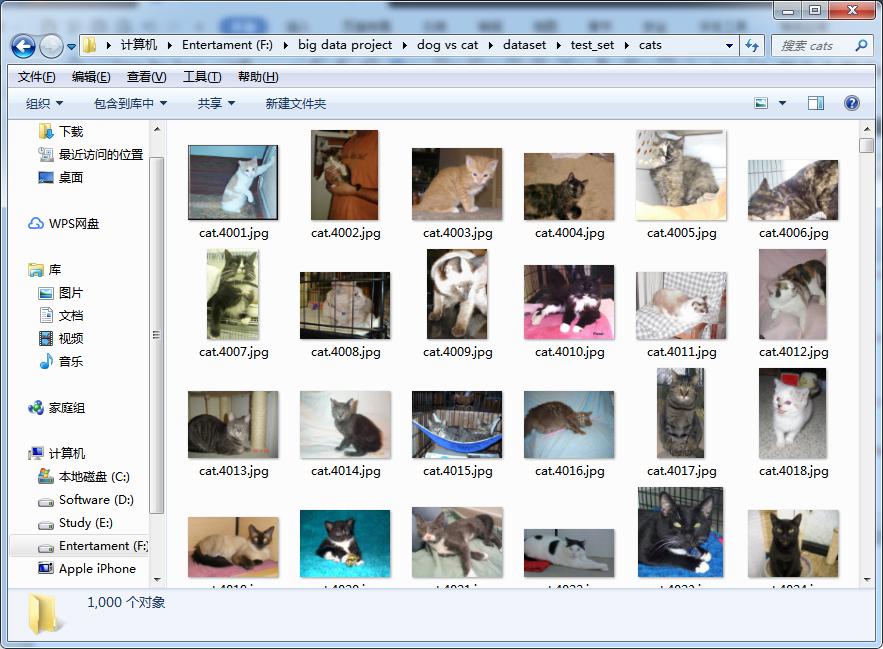 计算机 Entertament (F:) big data project dog vs cat dataset test_set cats 搜索 cats
文件(F) 编辑(E) 查看(V) 工具(T) 帮助(H)
组织 包含到库中 共享 新建文件夹
下载
最近访问的位置
桌面
WPS网盘
库
图片
文档
视频
音乐
家庭组
计算机
本地磁盘 (C:)
Software (D:)
Study (E:)
Entertament (F:)
Apple iPhone
cat.4001.jpg cat.4002.jpg cat.4003.jpg cat.4004.jpg cat.4005.jpg cat.4006.jpg
cat.4007.jpg cat.4008.jpg cat.4009.jpg cat.4010.jpg cat.4011.jpg cat.4012.jpg
cat.4013.jpg cat.4014.jpg cat.4015.jpg cat.4016.jpg cat.4017.jpg cat.4018.jpg
1,000 个对象